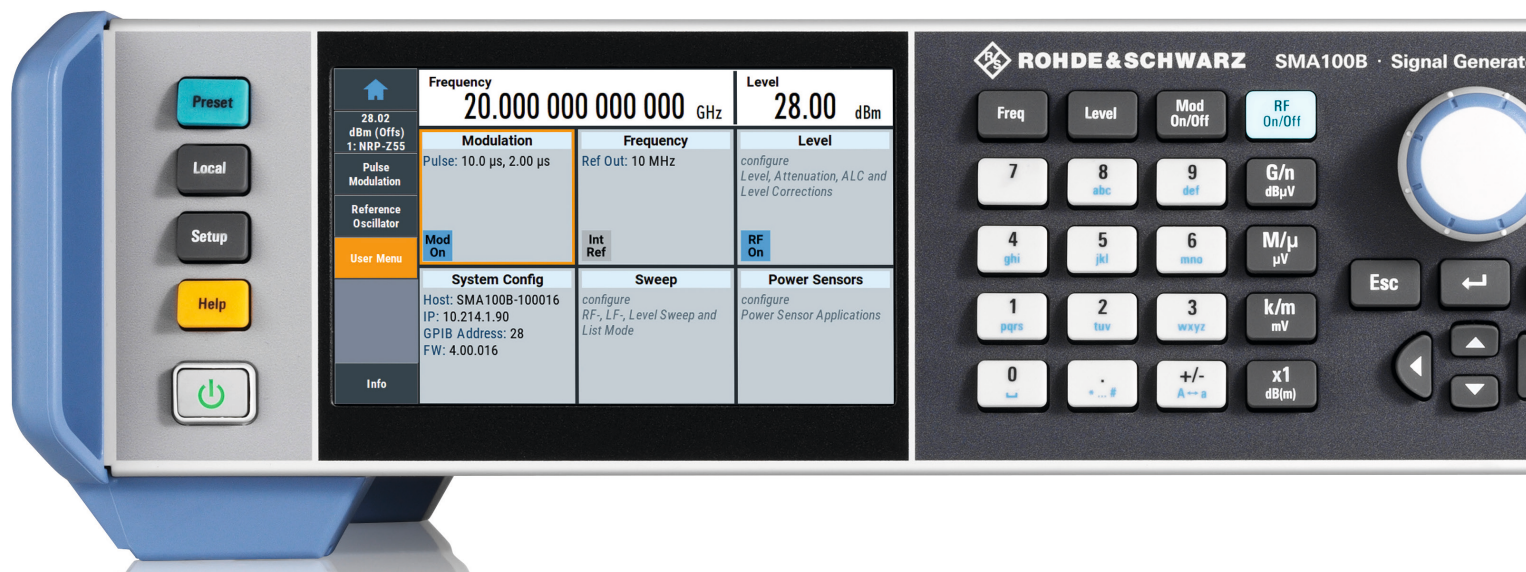 Preset
Local
Setup
Help
28.02
dBm (Offs)
1: NRP-Z55
Pulse
Modulation
Reference
Oscillator
User Menu
Info
Frequency
20.000 000 000 000 GHz
Level
28.00 dBm
Modulation
Pulse: 10.0 µs, 2.00 µs
Mod
On
Frequency
Ref Out: 10 MHz
Int
Ref
Level
configure
Level, Attenuation, ALC and
Level Corrections
RF
On
System Config
Host: SMA100B-100016
IP: 10.214.1.90
GPIB Address: 28
FW: 4.00.016
Sweep
configure
RF-, LF-, Level Sweep and
List Mode
Power Sensors
configure
Power Sensor Applications
R&S
ROHDE&SCHWARZ SMA100B · Signal Generat
Freq
Level
Mod
On/Off
RF
On/Off
7
8
abc
9
def
G/n
dBµV
4
ghi
5
jkl
6
mno
M/µ
µV
1
pqrs
2
tuv
3
wxyz
k/m
mV
0
.
* ... #
+/-
A↔a
x1
dB(m)
Esc